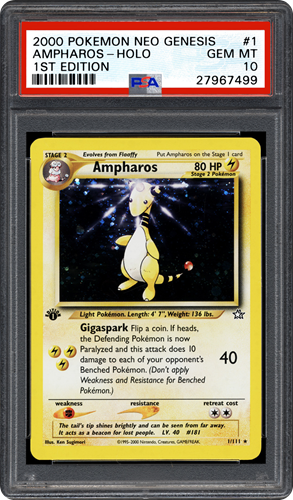 2000 POKEMON NEO GENESIS #1
AMPHAROS - HOLO GEM MT
1ST EDITION 10
PSA 27967499
STAGE 2 Evolves from Flaaffy Put Ampharos on the Stage 1 card
Ampharos 80 HP
Stage 2 Pokémon
Light Pokémon. Length: 4' 7", Weight: 136 lbs.
Gigaspark Flip a coin. If heads,
the Defending Pokémon is now
Paralyzed and this attack does 10
damage to each of your opponent's
Benched Pokémon. (Don't apply
Weakness and Resistance for Benched
Pokémon.)
40
weakness resistance retreat cost
The tail's tip shines brightly and can be seen from far away.
It acts as a beacon for lost people. LV. 40 #181
Illus. Ken Sugimori ©1995-2000 Nintendo, Creatures, GAMEFREAK. 1/111 ★